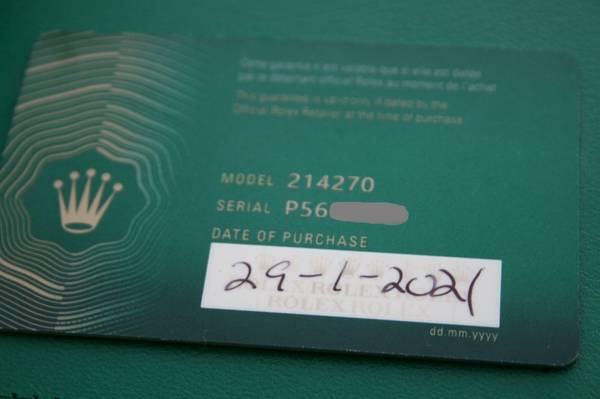 Cette garantie n'est valable que si elle est datée
par le détaillant officiel Rolex au moment de l'achat
This guarantee is valid only if dated by the
Official Rolex Retailer at the time of purchase
MODEL 214270
SERIAL P56
DATE OF PURCHASE
29-1-2021
ROLEX ROLEX
dd.mm.yyyy